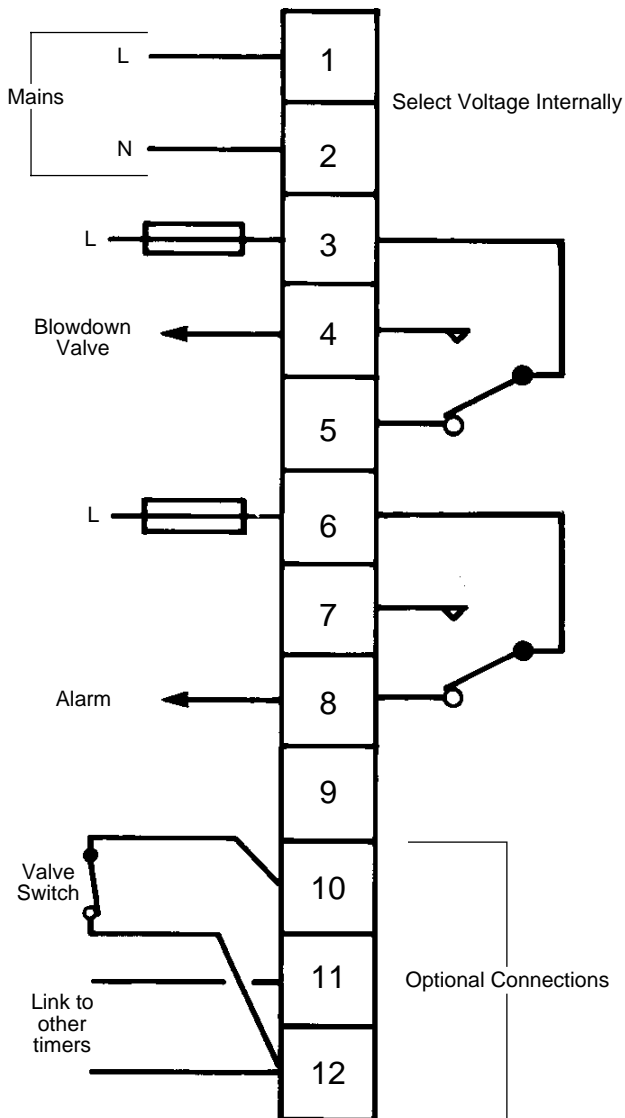 L
1
Mains
Select Voltage Internally
N
2
L
3
Blowdown
Valve
4
5
L
6
7
Alarm
8
9
Valve
Switch
10
11
Optional Connections
Link to
other
timers
12